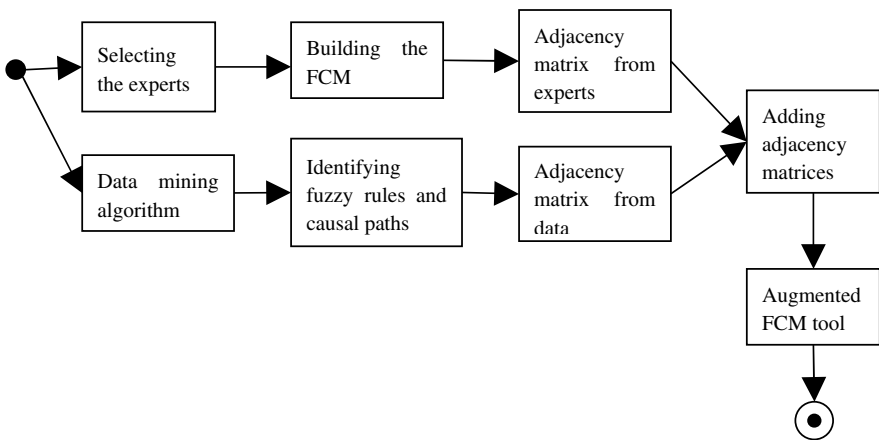 Selecting
the experts
Building the
FCM
Adjacency
matrix from
experts
Adding
adjacency
matrices
Data mining
algorithm
Identifying
fuzzy rules and
causal paths
Adjacency
matrix from
data
Augmented
FCM tool